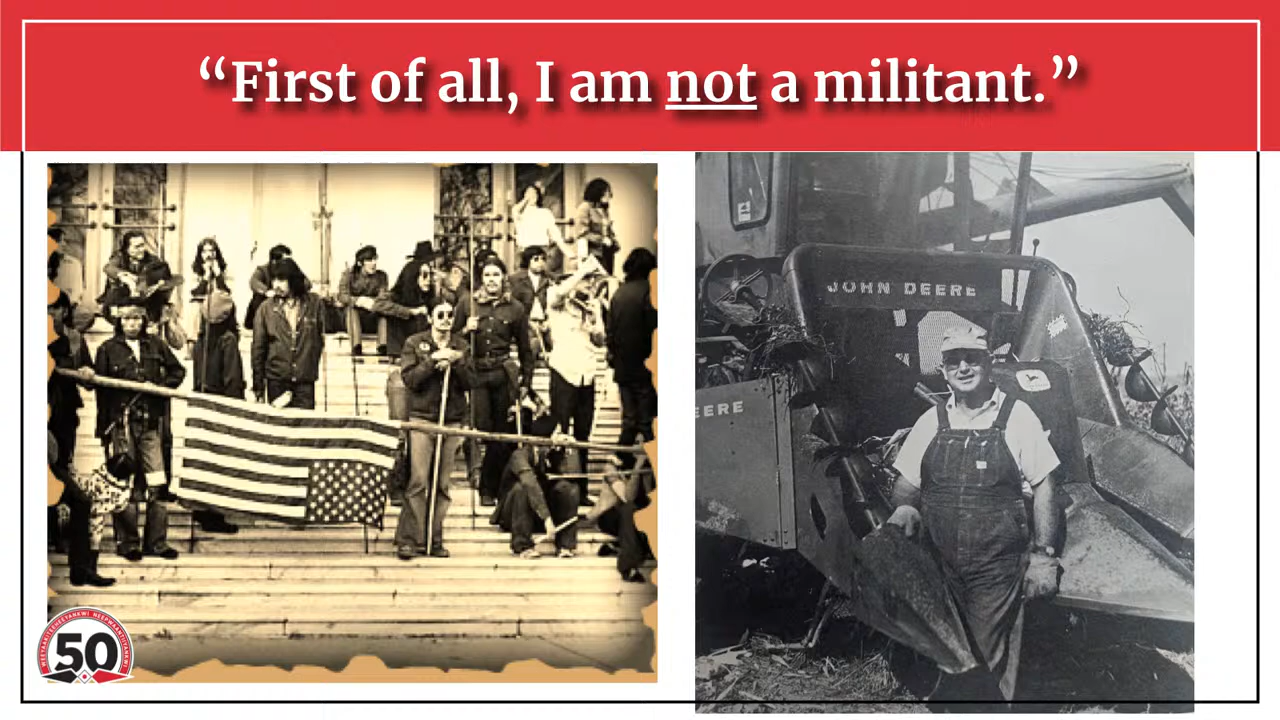 “First of all, I am not a militant.”
JOHN DEERE
EERE
50